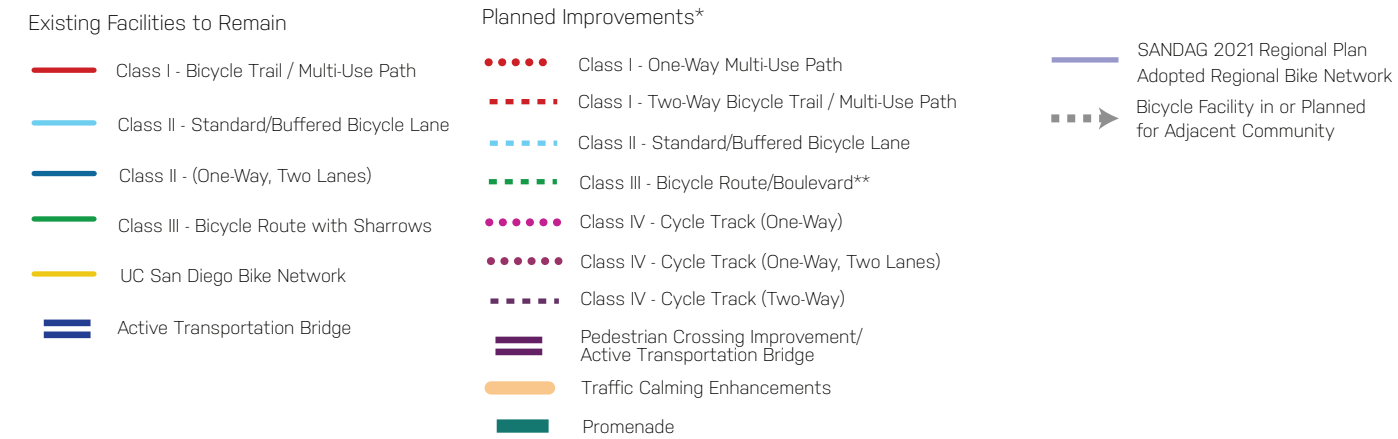 Existing Facilities to Remain
Class I - Bicycle Trail / Multi-Use Path
Class II - Standard/Buffered Bicycle Lane
Class II - (One-Way, Two Lanes)
Class III - Bicycle Route with Sharrows
UC San Diego Bike Network
Active Transportation Bridge
Planned Improvements*
Class I - One-Way Multi-Use Path
Class I - Two-Way Bicycle Trail / Multi-Use Path
Class II - Standard/Buffered Bicycle Lane
Class III - Bicycle Route/Boulevard**
Class IV - Cycle Track (One-Way)
Class IV - Cycle Track (One-Way, Two Lanes)
Class IV - Cycle Track (Two-Way)
Pedestrian Crossing Improvement/
Active Transportation Bridge
Traffic Calming Enhancements
Promenade
SANDAG 2021 Regional Plan
Adopted Regional Bike Network
Bicycle Facility in or Planned
for Adjacent Community